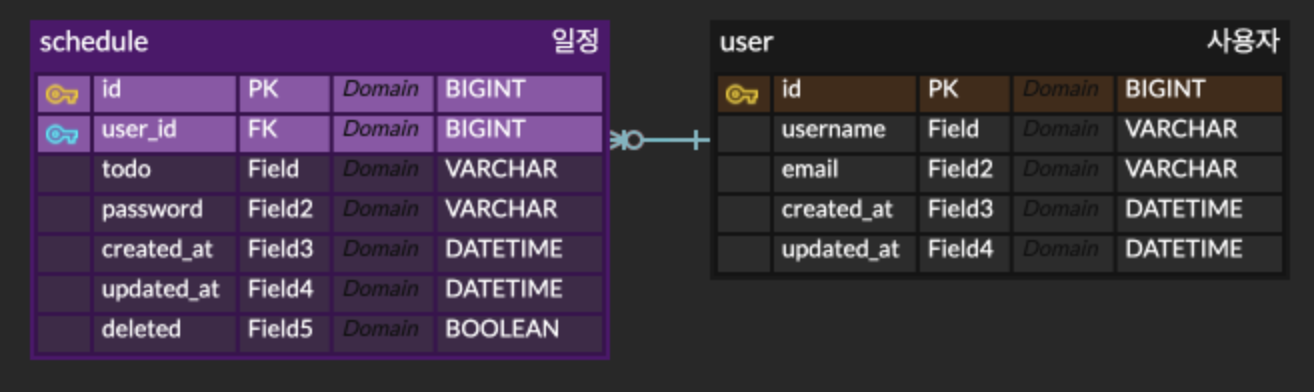 schedule 일정
id PK Domain BIGINT
user_id FK Domain BIGINT
todo Field Domain VARCHAR
password Field2 Domain VARCHAR
created_at Field3 Domain DATETIME
updated_at Field4 Domain DATETIME
deleted Field5 Domain BOOLEAN
user 사용자
id PK Domain BIGINT
username Field Domain VARCHAR
email Field2 Domain VARCHAR
created_at Field3 Domain DATETIME
updated_at Field4 Domain DATETIME